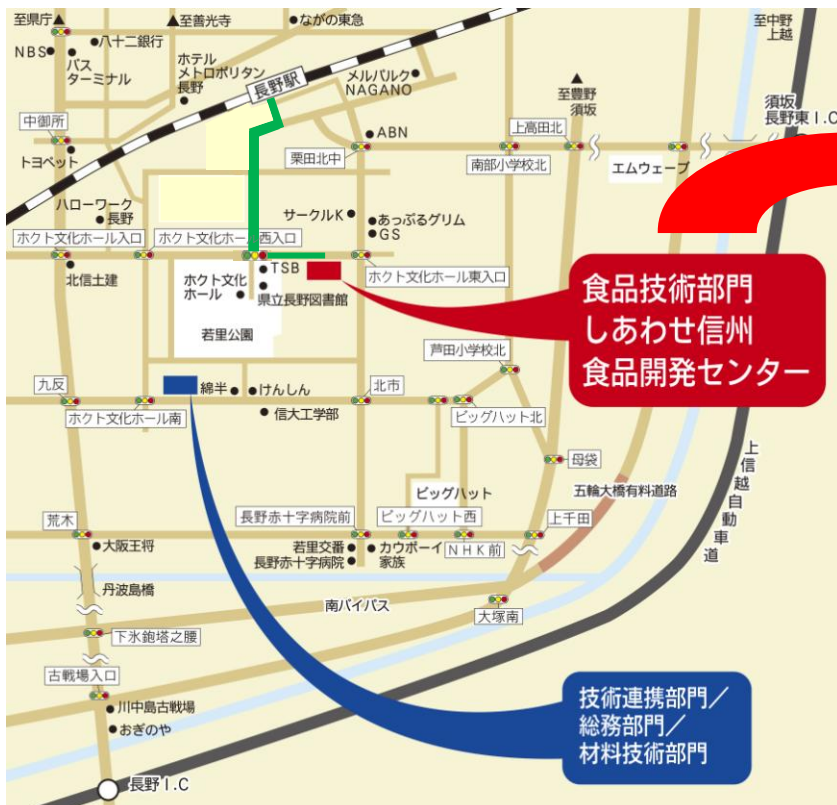 至県庁▲
▲至善光寺
ながの東急
八十二銀行
NBS
バス
ターミナル
ホテル
メトロポリタン
長野
長野駅
メルパルク
NAGANO
至中野
上越
▲
至豊野
須坂
須坂
長野東I.C
中御所
トヨペット
ABN
栗田北中
南部小学校北
上高田北
エムウェーブ
ハローワーク
長野
サークルK
あっぷるグリム
GS
ホクト文化ホール入口
ホクト文化ホール西入口
ホクト文化ホール東入口
北信土建
TSB
ホクト文化
ホール
県立長野図書館
若里公園
食品技術部門
しあわせ信州
食品開発センター
芦田小学校北
九反
綿半
けんしん
北市
ホクト文化ホール南
信大工学部
ビッグハット北
母袋
上信越自動車道
ビッグハット
五輪大橋有料道路
荒木
長野赤十字病院前
ビッグハット西
大阪王将
若里交番
長野赤十字病院
カウボーイ
家族
NHK前
上千田
丹波島橋
南バイパス
大塚南
下氷鉋塔之腰
古戦場入口
川中島古戦場
おぎのや
技術連携部門／
総務部門／
材料技術部門
長野I.C